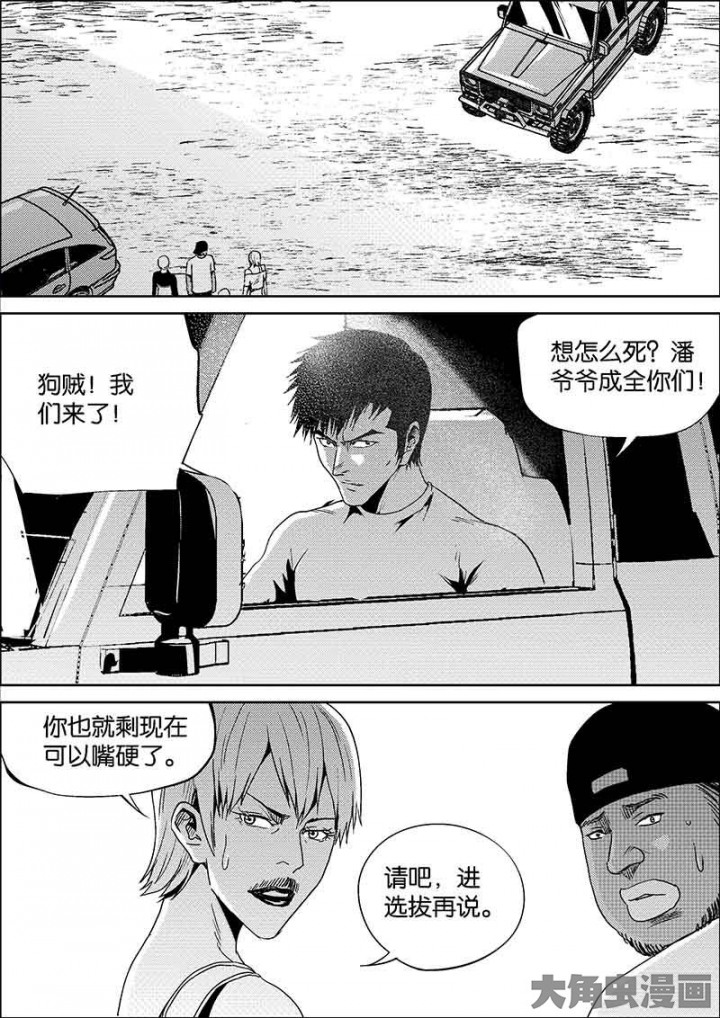 狗贼！我
们来了！
想怎么死？潘
爷爷成全你们！
你也就剩现在
可以嘴硬了。
请吧，进
选拔再说。
大角虫漫画